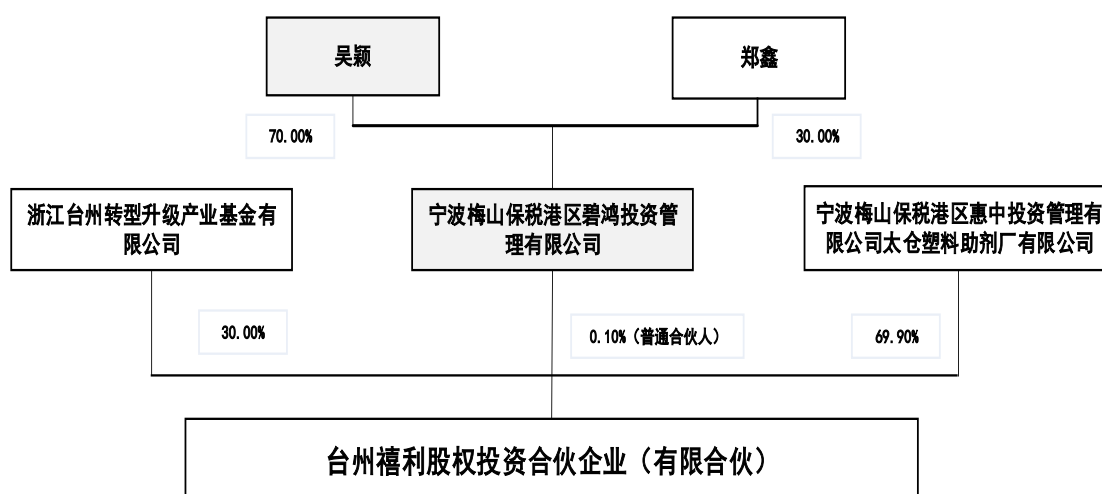 吴颖
郑鑫
70.00%
30.00%
浙江台州转型升级产业基金有
限公司
宁波梅山保税港区碧鸿投资管
理有限公司
宁波梅山保税港区惠中投资管理有
限公司太仓塑料助剂厂有限公司
30.00%
0.10%（普通合伙人）
69.90%
台州禧利股权投资合伙企业（有限合伙）